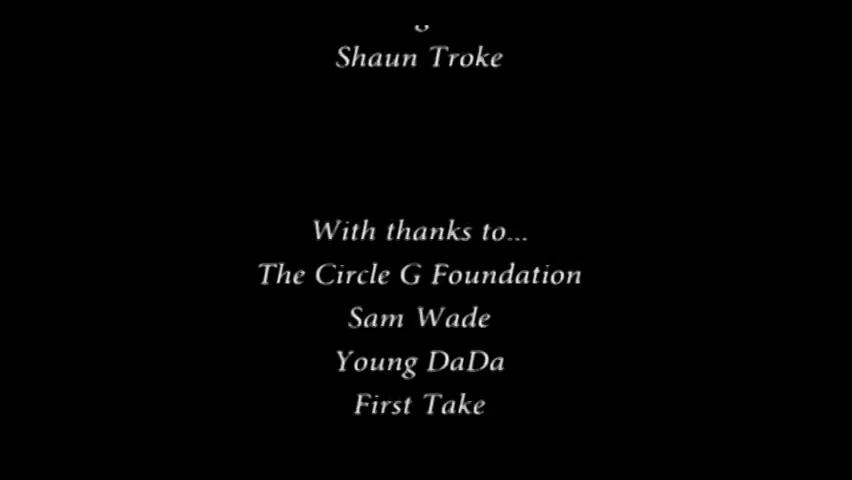 Shaun Troke
With thanks to...
The Circle G Foundation
Sam Wade
Young DaDa
First Take